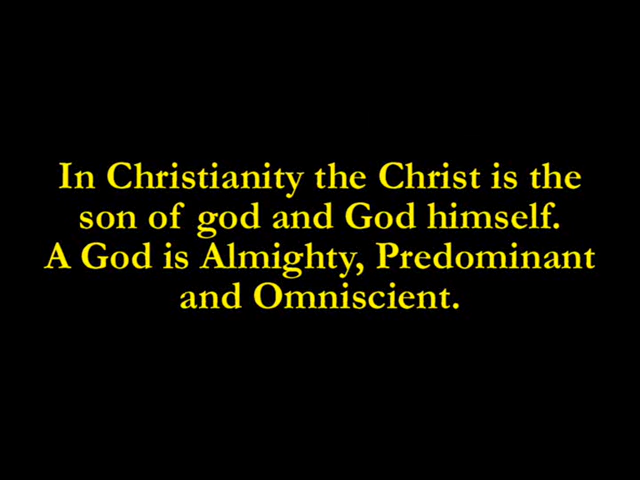 In Christianity the Christ is the
son of god and God himself.
A God is Almighty, Predominant
and Omniscient.